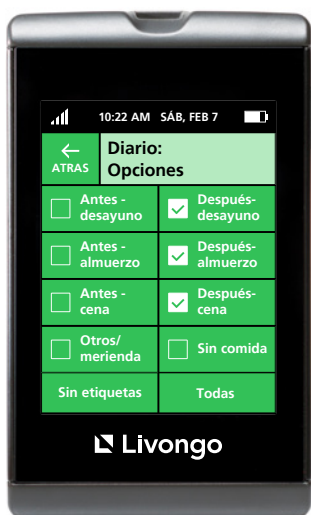 10:22 AM SÁB, FEB 7
ATRAS
Diario:
Opciones
Antes -
desayuno
Después-
desayuno
Antes -
almuerzo
Después-
almuerzo
Antes -
cena
Después-
cena
Otros/
merienda
Sin comida
Sin etiquetas
Todas
Livongo